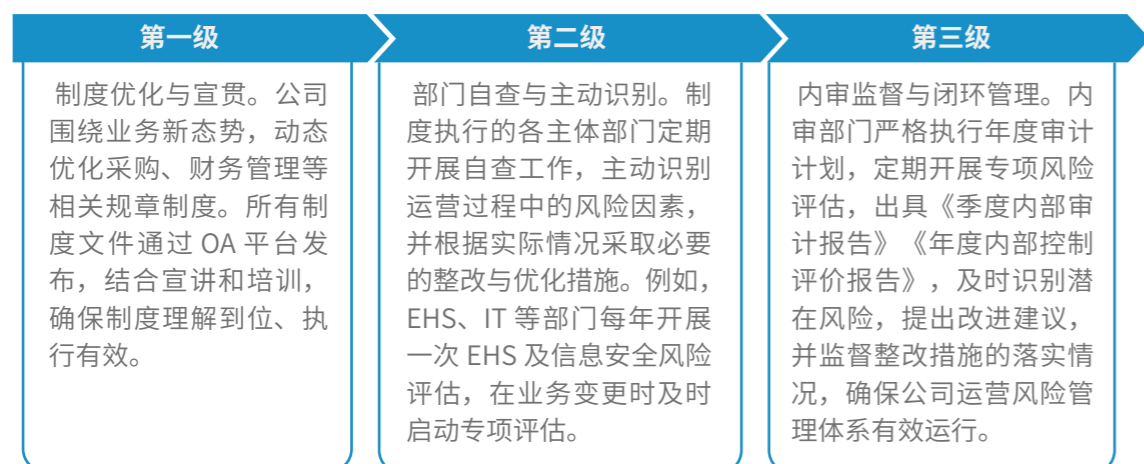 第一级
制度优化与宣贯。公司
围绕业务新态势，动态
优化采购、财务管理等
相关规章制度。所有制
度文件通过 OA 平台发
布，结合宣讲和培训，
确保制度理解到位、执
行有效。
第二级
部门自查与主动识别。制
度执行的各主体部门定期
开展自查工作，主动识别
运营过程中的风险因素，
并根据实际情况采取必要
的整改与优化措施。例如，
EHS、IT 等部门每年开展
一次 EHS 及信息安全风险
评估，在业务变更时及时
启动专项评估。
第三级
内审监督与闭环管理。内
审部门严格执行年度审计
计划，定期开展专项风险
评估，出具《季度内部审
计报告》《年度内部控制
评价报告》，及时识别潜
在风险，提出改进建议，
并监督整改措施的落实情
况，确保公司运营风险管
理体系有效运行。